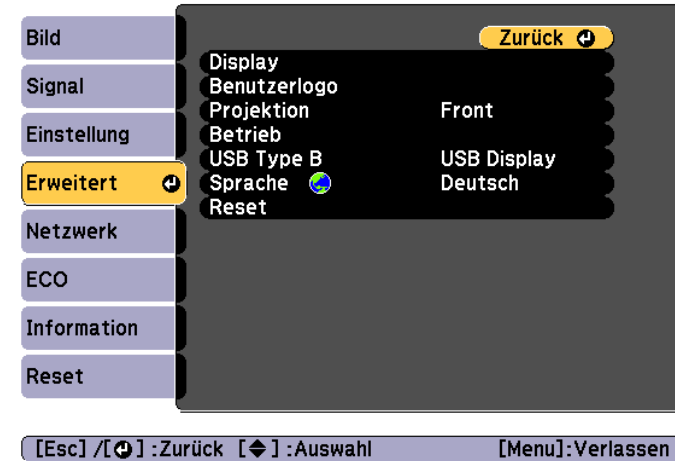 Bild
Signal
Einstellung
Erweitert
Netzwerk
ECO
Information
Reset
Zurück
Display
Benutzerlogo
Projektion Front
Betrieb
USB Type B USB Display
Sprache Deutsch
Reset
[Esc] /[ ] :Zurück [ ] :Auswahl [Menu]:Verlassen